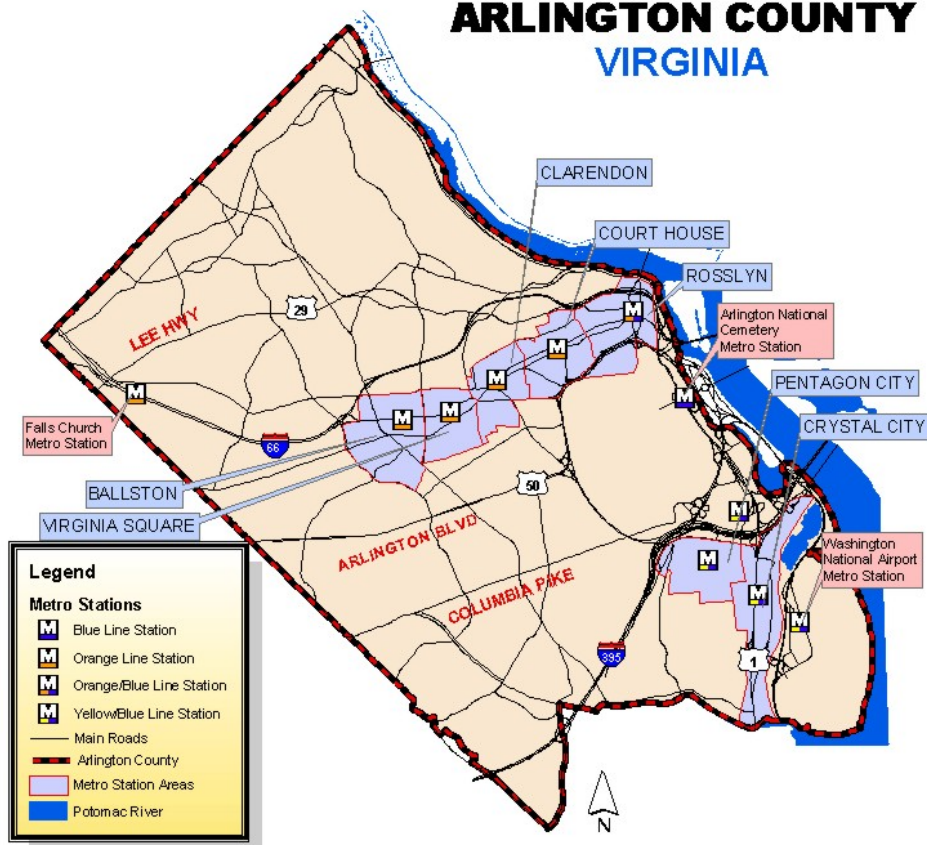 ARLINGTON COUNTY
VIRGINIA
CLARENDON
COURT HOUSE
ROSSLYN
Arlington National
Cemetery
Metro Station
PENTAGON CITY
CRYSTAL CITY
29
LEE HWY
M
M
M
M
M
M
M
Falls Church
Metro Station
66
BALLSTON
VIRGINIA SQUARE
50
ARLINGTON BLVD
COLUMBIA PIKE
M
M
M
M
Washington
National Airport
Metro Station
395
1
Legend
Metro Stations
M Blue Line Station
M Orange Line Station
M Orange/Blue Line Station
M Yellow/Blue Line Station
Main Roads
Arlington County
Metro Station Areas
Potomac River
N